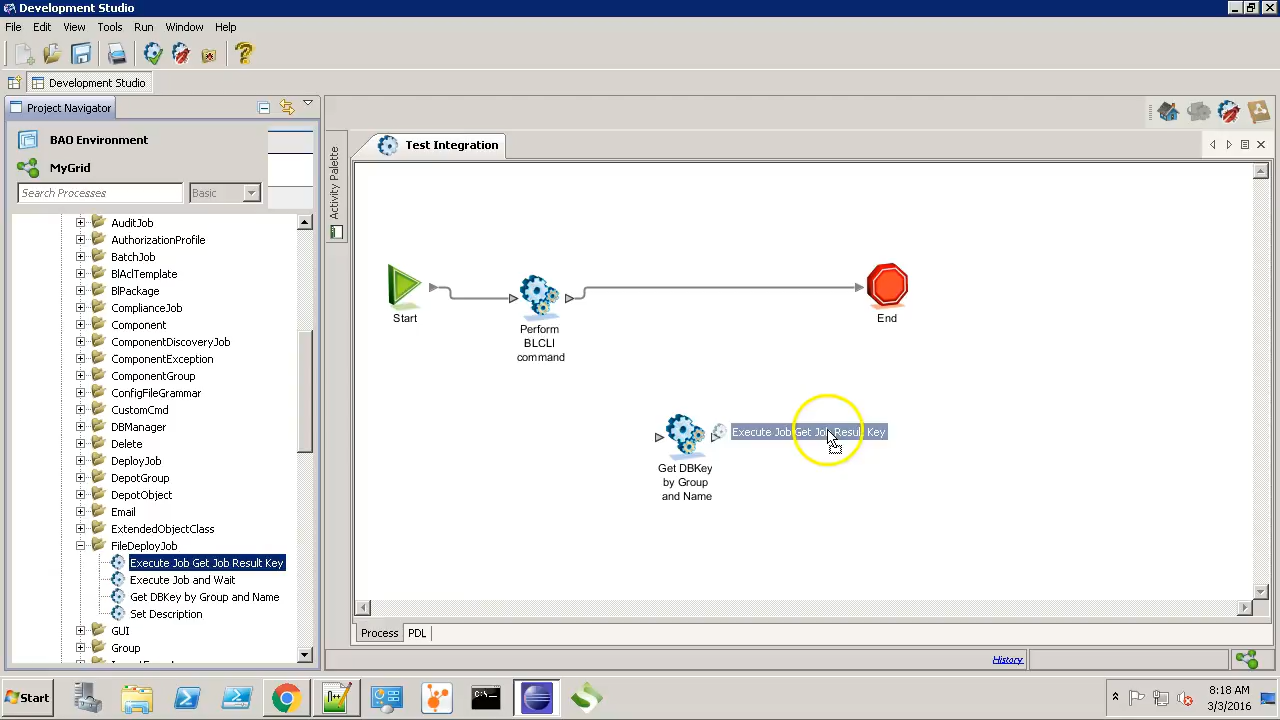 Development Studio
File Edit View Tools Run Window Help
Development Studio
Project Navigator
BAO Environment
MyGrid
Search Processes Basic
AuditJob
AuthorizationProfile
BatchJob
BlAclTemplate
BlPackage
ComplianceJob
Component
ComponentDiscoveryJob
ComponentException
ComponentGroup
ConfigFileGrammar
CustomCmd
DBManager
Delete
DeployJob
DepotGroup
DepotObject
Email
ExtendedObjectClass
FileDeployJob
Execute Job Get Job Result Key
Execute Job and Wait
Get DBKey by Group and Name
Set Description
GUI
Group
Activity Palette
Test Integration
Start
Perform
BLCLI
command
End
Execute Job Get Job Result Key
Get DBKey
by Group
and Name
Process PDL
History
Start
8:18 AM
3/3/2016